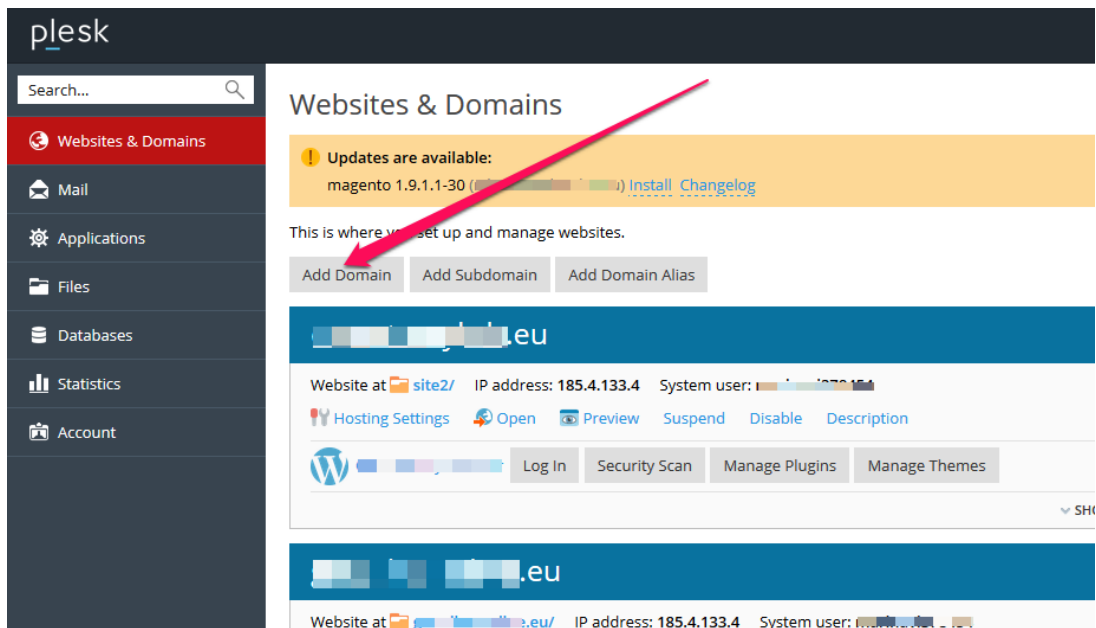 plesk
Search...
Websites & Domains
Mail
Applications
Files
Databases
Statistics
Account
Websites & Domains
Updates are available:
magento 1.9.1.1-30 ( ) Install Changelog
This is where you set up and manage websites.
Add Domain Add Subdomain Add Domain Alias
.eu
Website at site2/ IP address: 185.4.133.4 System user:
Hosting Settings Open Preview Suspend Disable Description
Log In Security Scan Manage Plugins Manage Themes
SHO
.eu
Website at .eu/ IP address: 185.4.133.4 System user: